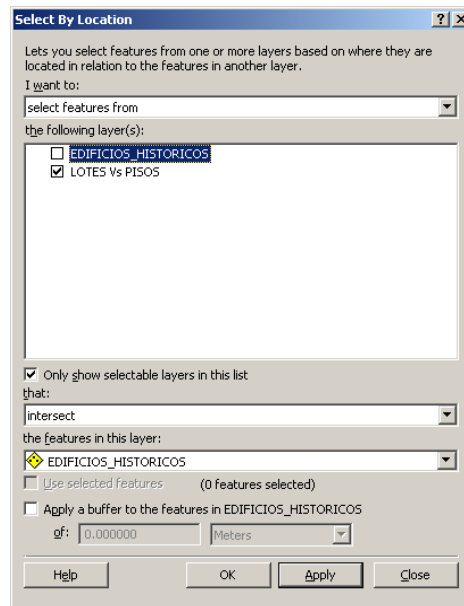 Select By Location
Lets you select features from one or more layers based on where they are
located in relation to the features in another layer.
I want to:
select features from
the following layer(s):
EDIFICIOS_HISTORICOS
LOTES Vs PISOS
Only show selectable layers in this list
that:
intersect
the features in this layer:
EDIFICIOS_HISTORICOS
Use selected features (0 features selected)
Apply a buffer to the features in EDIFICIOS_HISTORICOS
of: 0.000000 Meters
Help OK Apply Close